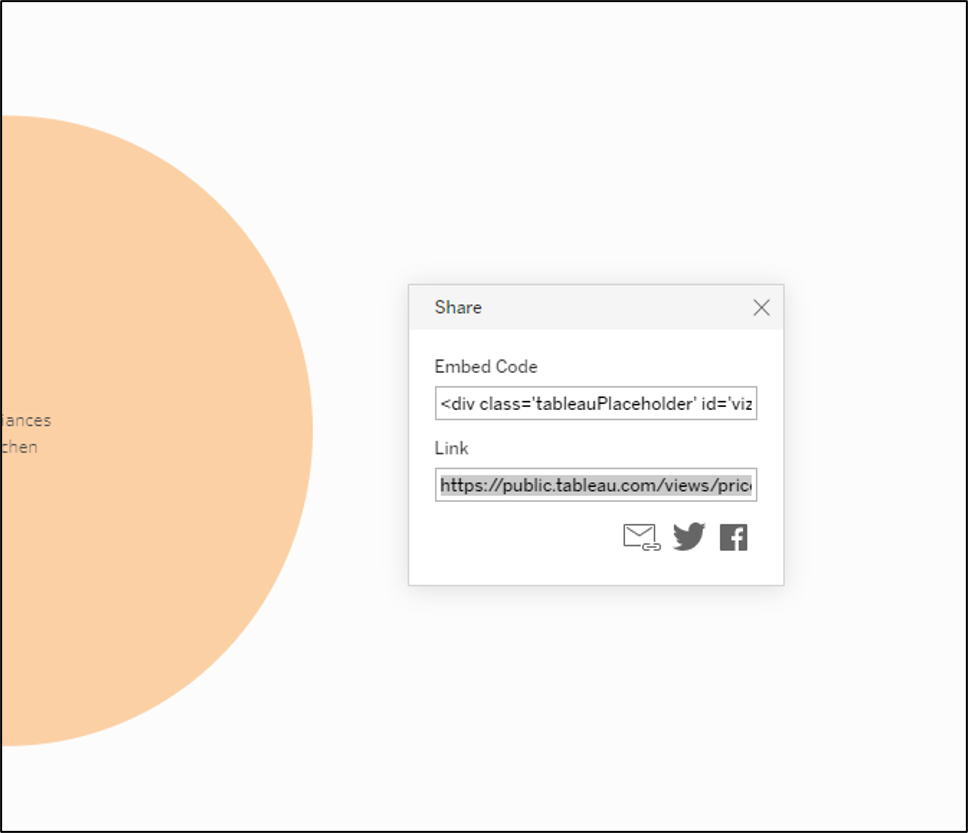 iances
chen
Share
Embed Code
<div class='tableauPlaceholder' id='viz
Link
https://public.tableau.com/views/pric